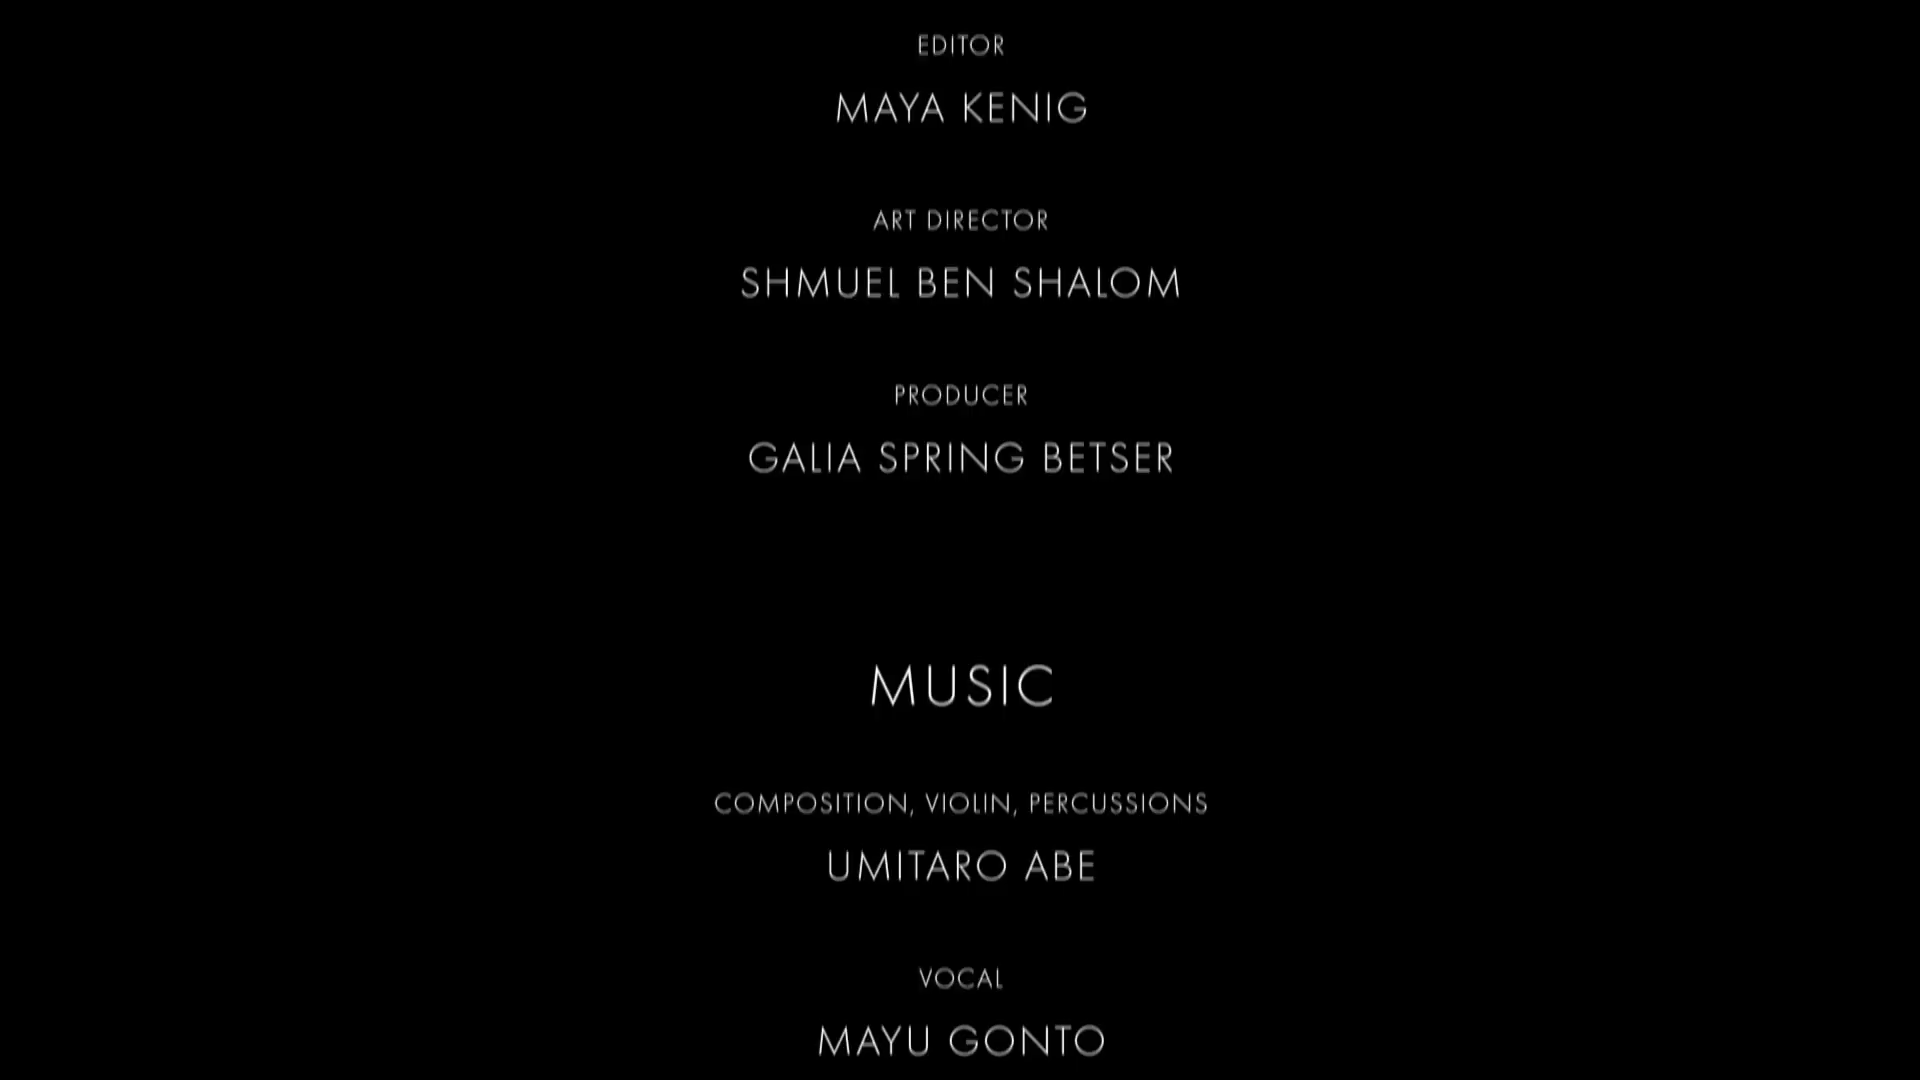 EDITOR
MAYA KENIG
ART DIRECTOR
SHMUEL BEN SHALOM
PRODUCER
GALIA SPRING BETSER
MUSIC
COMPOSITION, VIOLIN, PERCUSSIONS
UMITARO ABE
VOCAL
MAYU GONTO